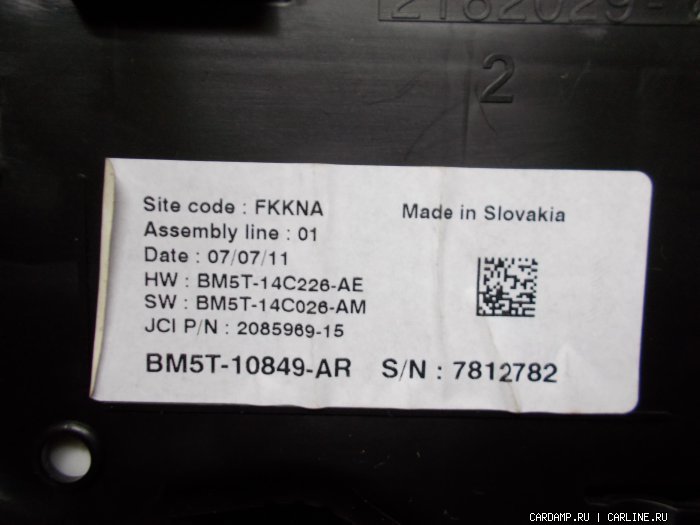 2182029-
2
Site code : FKKNA
Made in Slovakia
Assembly line : 01
Date : 07/07/11
HW : BM5T-14C226-AE
SW : BM5T-14C026-AM
JCI P/N : 2085969-15
BM5T-10849-AR S/N : 7812782
CARDAMP.RU | CARLINE.RU